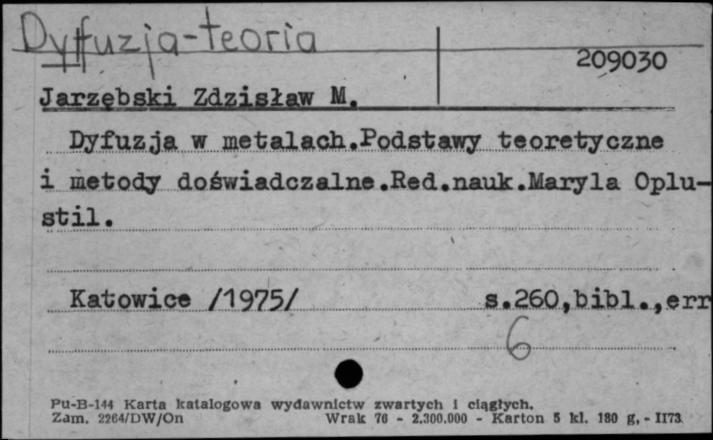 Dyfuzja-teoria
209030
Jarzębski Zdzisław M.
Dyfuzja w metalach.Podstawy teoretyczne
i metody doświadczalne.Red.nauk.Maryla Oplu-
stil.
Katowice /1975/ s.260,bibl.,err
6
Pu-B-144 Karta katalogowa wydawnictw zwartych i ciągłych.
Zam. 2264/DW/On Wrak 76 - 2.300.000 - Karton 5 kl. 180 g, - 1173